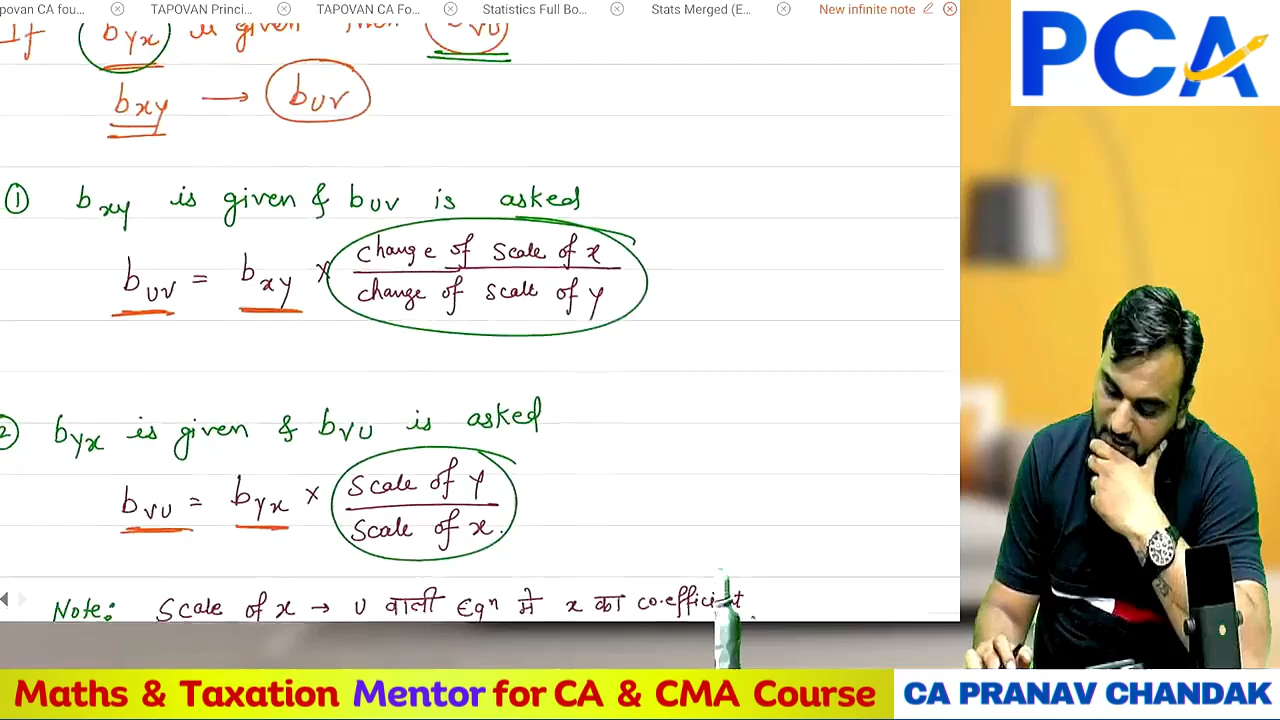 povan CA fou... TAPOVAN Princi... TAPOVAN CA Fo... Statistics Full Bo... Stats Merged (E... New infinite note
If byx is given then bvu
bxy → buv
① bxy is given & buv is asked
buv = bxy × change of scale of x
change of scale of y
2 byx is given & bvu is asked
bvu = byx × scale of y
scale of x.
Note: Scale of x → U वाली Eqn में x का co.efficient.
PCA
Maths & Taxation Mentor for CA & CMA Course
CA PRANAV CHANDAK